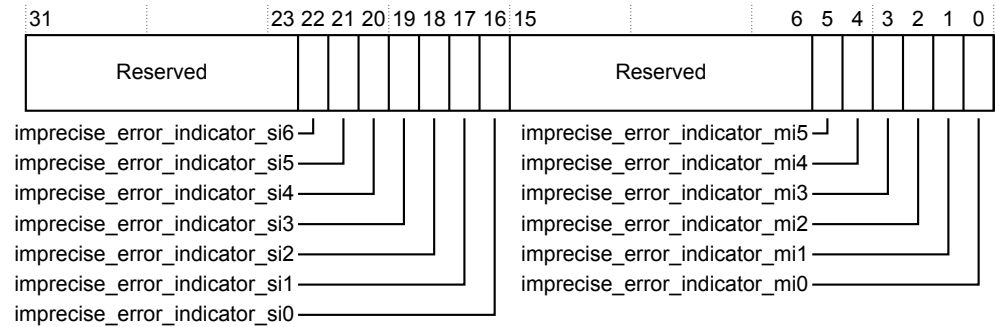 31 23 22 21 20 19 18 17 16 15 6 5 4 3 2 1 0
Reserved Reserved
imprecise_error_indicator_si6 imprecise_error_indicator_mi5
imprecise_error_indicator_si5 imprecise_error_indicator_mi4
imprecise_error_indicator_si4 imprecise_error_indicator_mi3
imprecise_error_indicator_si3 imprecise_error_indicator_mi2
imprecise_error_indicator_si2 imprecise_error_indicator_mi1
imprecise_error_indicator_si1 imprecise_error_indicator_mi0
imprecise_error_indicator_si0